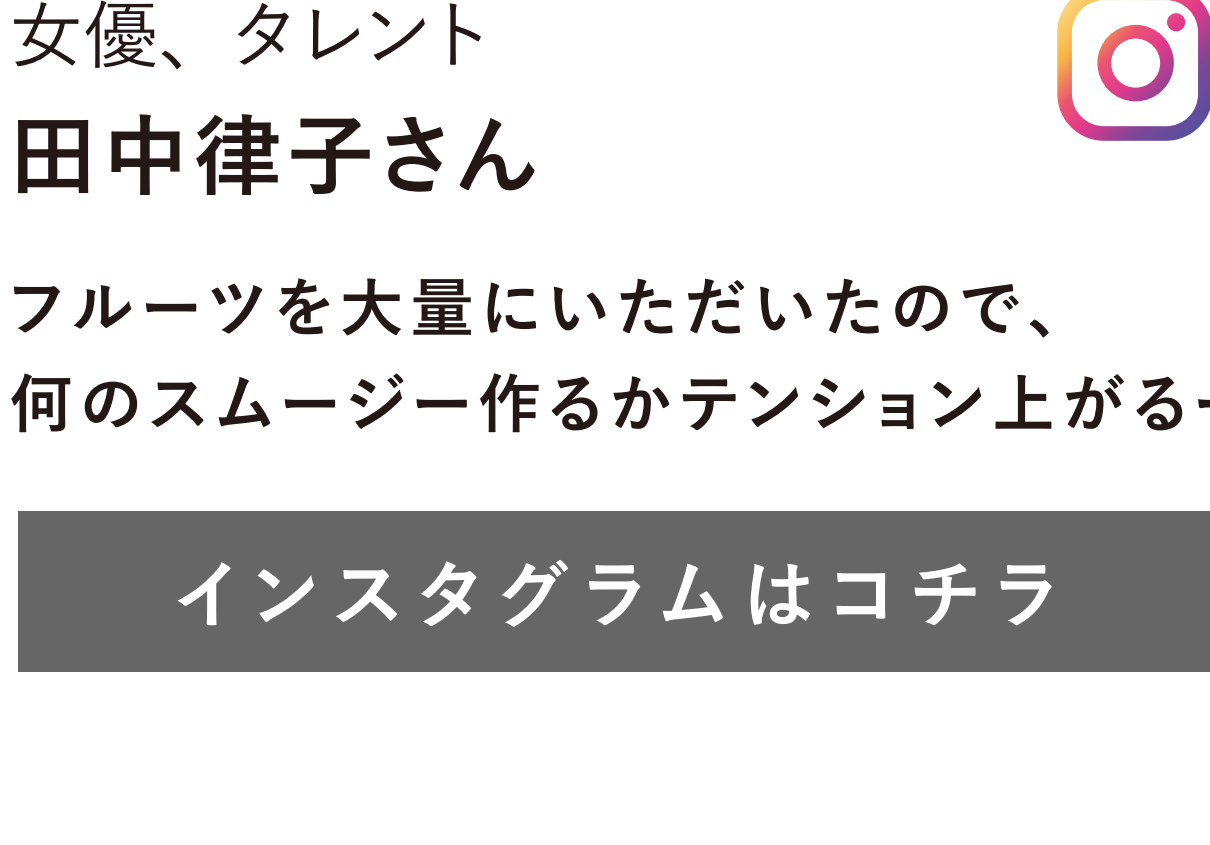 女優、タレント
田中律子さん
フルーツを大量にいただいたので、
何のスムージー作るかテンション上がる
インスタグラムはコチラ